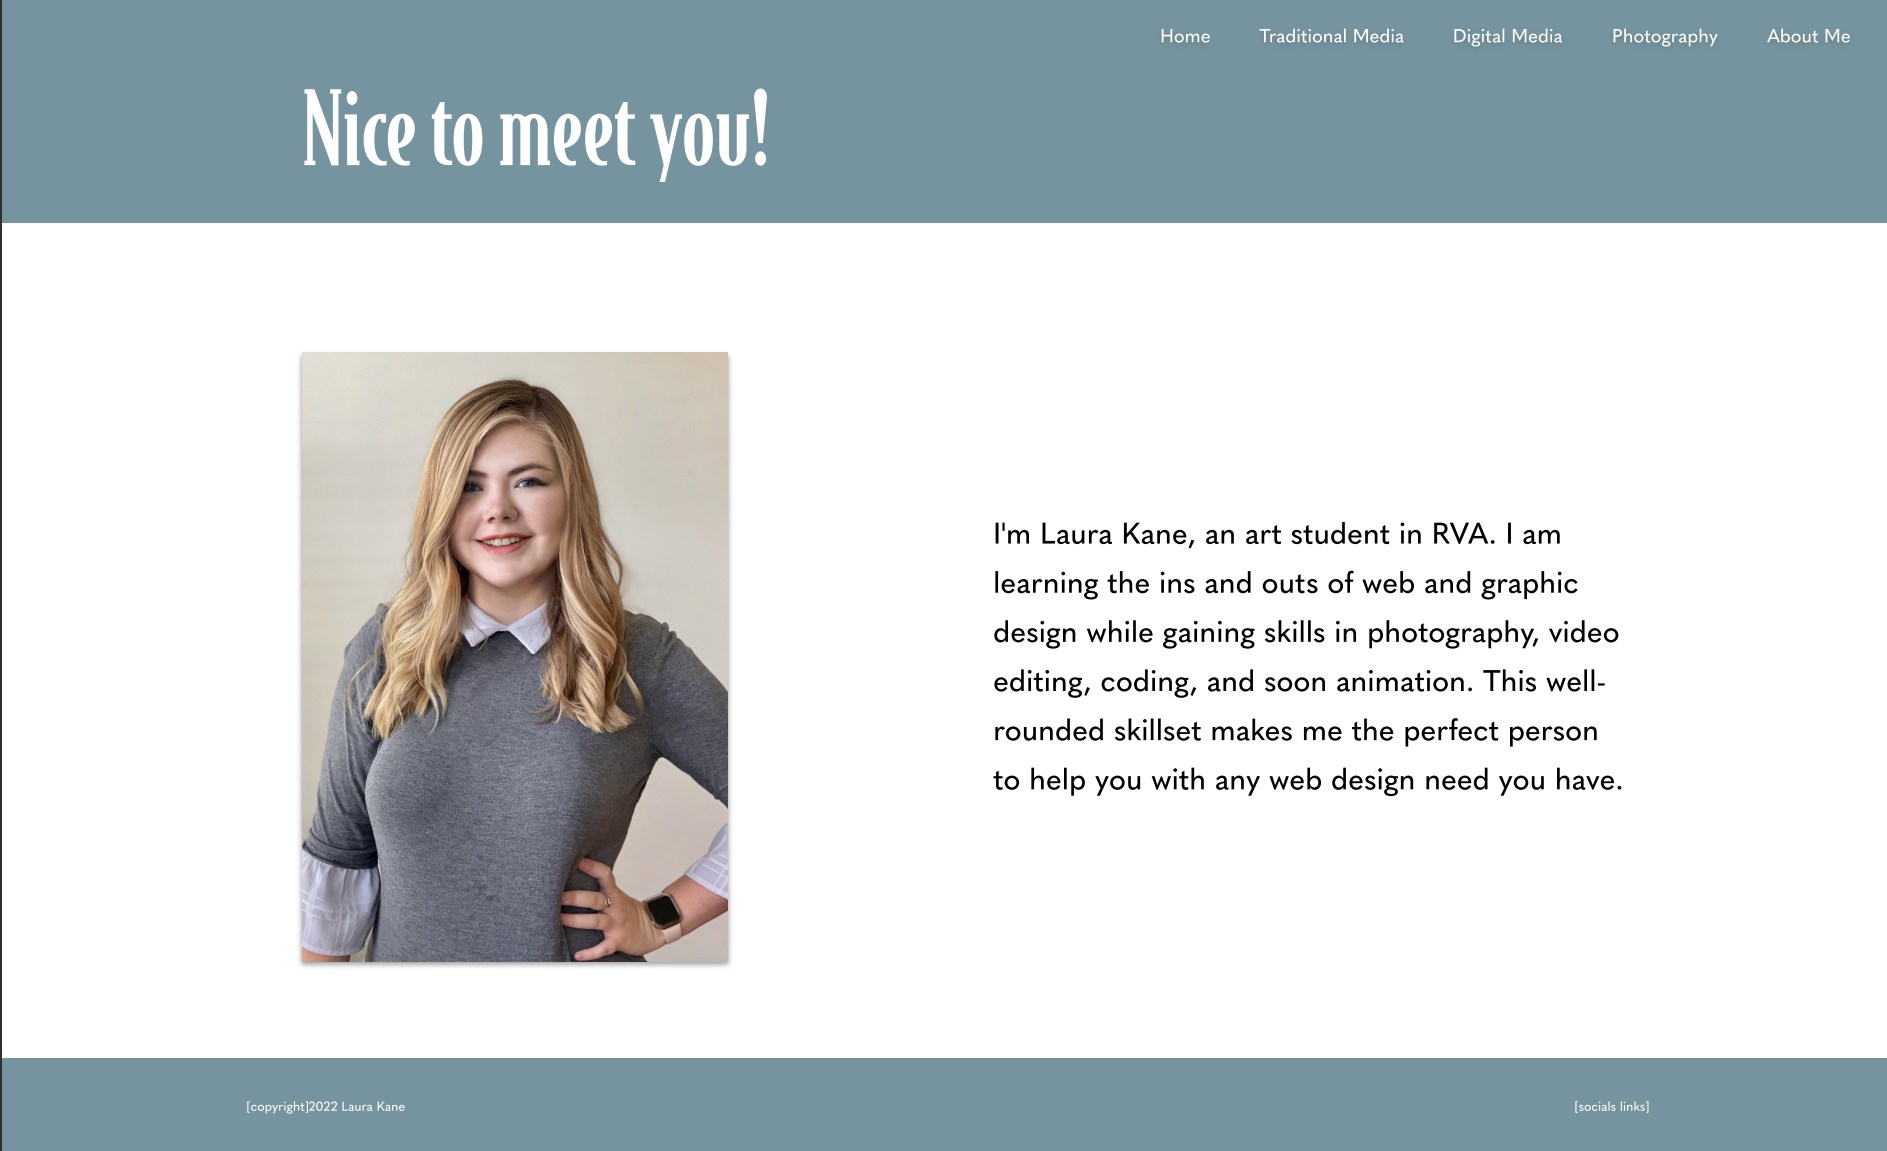 Home Traditional Media Digital Media Photography About Me
Nice to meet you!
I'm Laura Kane, an art student in RVA. I am
learning the ins and outs of web and graphic
design while gaining skills in photography, video
editing, coding, and soon animation. This well-
rounded skillset makes me the perfect person
to help you with any web design need you have.
[copyright]2022 Laura Kane
[socials links]